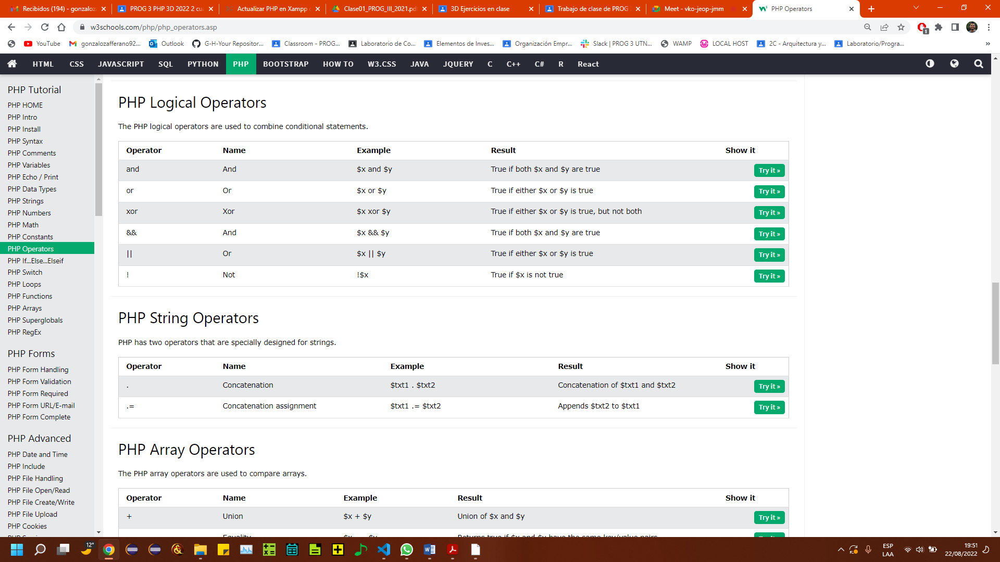 Recibidos (194) - gonzaloz
PROG 3 PHP 3D 2022 2 cu
Actualizar PHP en Xampp
Clase01_PROG_III_2021.pd
3D Ejercicios en clase
Trabajo de clase de PROG
Meet - vko-jeop-jmm
PHP Operators
w3schools.com/php/php_operators.asp
1
YouTube
gonzalozafferano92...
Outlook
G-H-Your Repositor...
Classroom - PROG...
Laboratorio de Co...
Elementos de Inves...
Organización Empr...
Slack | PROG 3 UTN...
WAMP
LOCAL HOST
2C - Arquitectura y...
Laboratorio/Progra...
»
HTML CSS JAVASCRIPT SQL PYTHON PHP BOOTSTRAP HOW TO W3.CSS JAVA JQUERY C C++ C# R React
PHP Tutorial
PHP HOME
PHP Intro
PHP Install
PHP Syntax
PHP Comments
PHP Variables
PHP Echo / Print
PHP Data Types
PHP Strings
PHP Numbers
PHP Math
PHP Constants
PHP Operators
PHP If...Else...Elseif
PHP Switch
PHP Loops
PHP Functions
PHP Arrays
PHP Superglobals
PHP RegEx
PHP Forms
PHP Form Handling
PHP Form Validation
PHP Form Required
PHP Form URL/E-mail
PHP Form Complete
PHP Advanced
PHP Date and Time
PHP Include
PHP File Handling
PHP File Open/Read
PHP File Create/Write
PHP File Upload
PHP Cookies
PHP Logical Operators
The PHP logical operators are used to combine conditional statements.
Operator Name Example Result Show it
and And $x and $y True if both $x and $y are true Try it »
or Or $x or $y True if either $x or $y is true Try it »
xor Xor $x xor $y True if either $x or $y is true, but not both Try it »
&& And $x && $y True if both $x and $y are true Try it »
|| Or $x || $y True if either $x or $y is true Try it »
! Not !$x True if $x is not true Try it »
PHP String Operators
PHP has two operators that are specially designed for strings.
Operator Name Example Result Show it
. Concatenation $txt1 . $txt2 Concatenation of $txt1 and $txt2 Try it »
.= Concatenation assignment $txt1 .= $txt2 Appends $txt2 to $txt1 Try it »
PHP Array Operators
The PHP array operators are used to compare arrays.
Operator Name Example Result Show it
+ Union $x + $y Union of $x and $y Try it »
Equality $x $y Returns true if $x and $y have the same key/value pairs
12°
ESP
LAA
19:51
22/08/2022